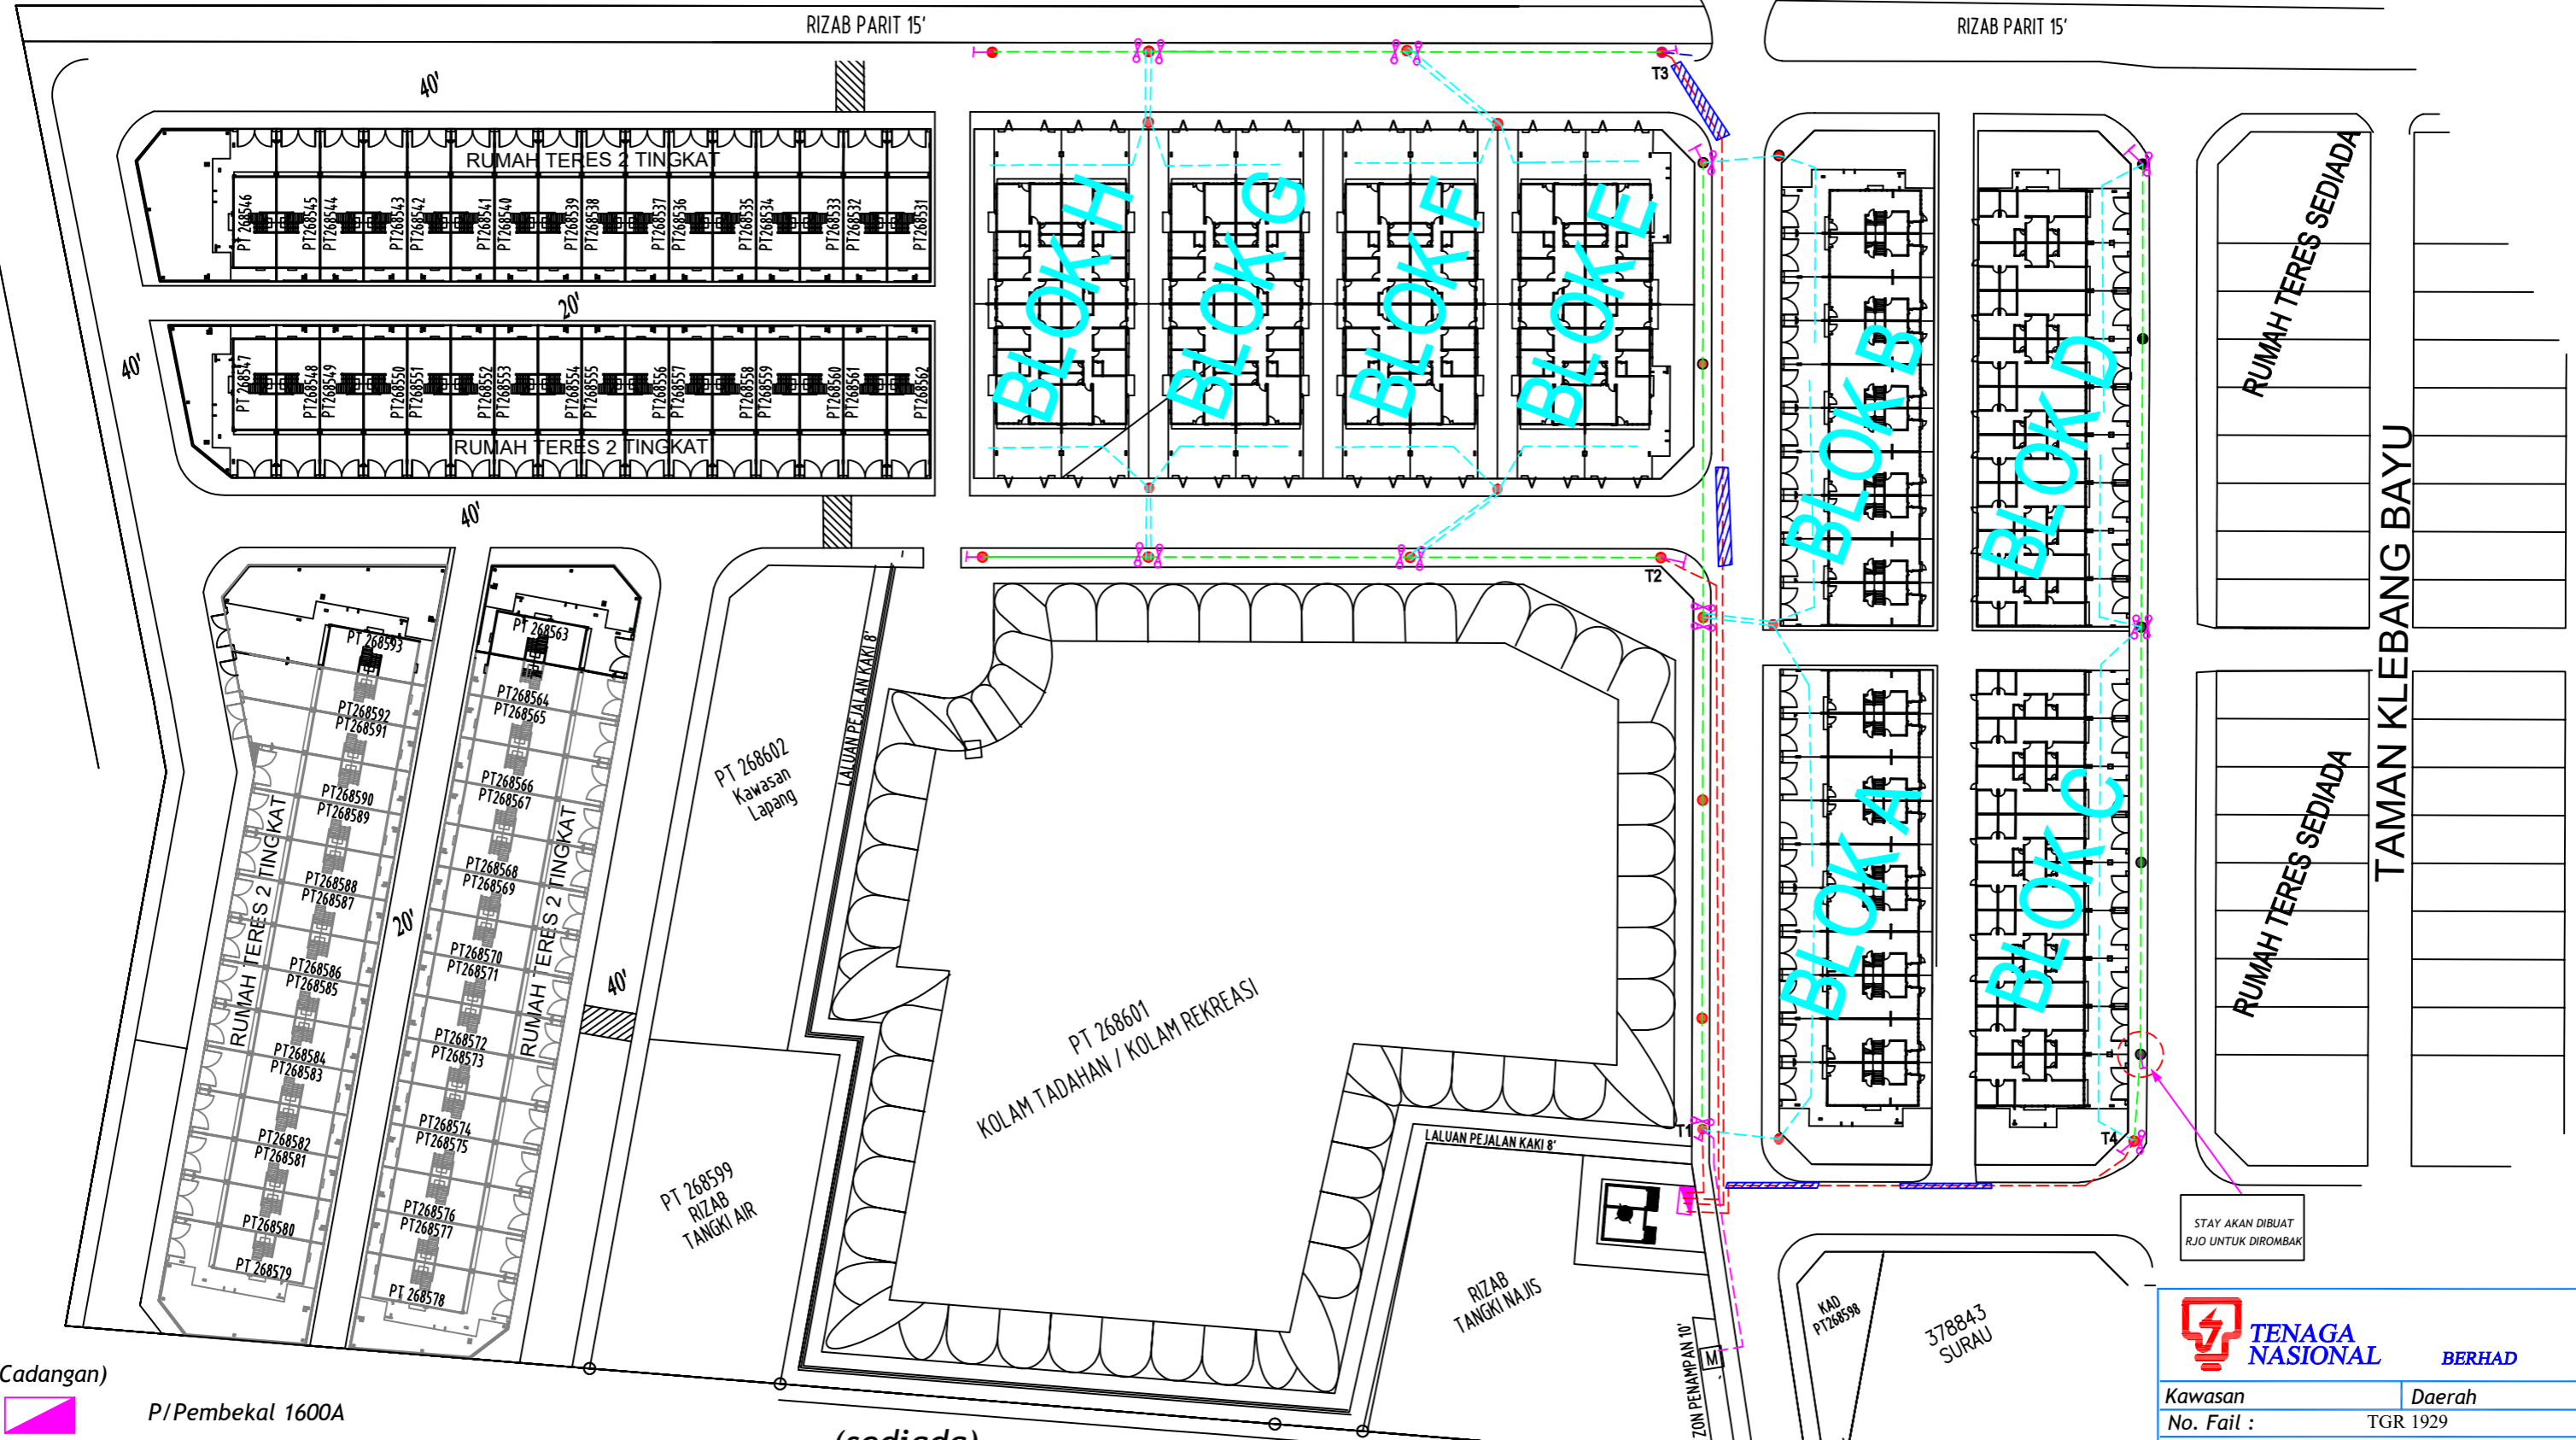 RIZAB PARIT 15'
RIZAB PARIT 15'
40'
T3
RUMAH TERES 2 TINGKAT
PT 268546
PT268545
PT268544
PT268543
PT268542
PT268541
PT268540
PT268539
PT268538
PT268537
PT268536
PT268535
PT268534
PT268533
PT268532
PT268531
20'
40'
PT 268547
PT268548
PT268549
PT268550
PT268551
PT268552
PT268553
PT268554
PT268555
PT268556
PT268557
PT268558
PT268559
PT268560
PT268561
PT268562
RUMAH TERES 2 TINGKAT
40'
BLOK H
BLOK G
BLOK F
BLOK E
BLOK B
BLOK D
RUMAH TERES SEDIADA
TAMAN KLEBANG BAYU
T2
PT 268593
PT268592
PT268591
PT268590
PT268589
PT268588
PT268587
PT268586
PT268585
PT268584
PT268583
PT268582
PT268581
PT268580
PT 268579
RUMAH TERES 2 TINGKAT
20'
PT 268563
PT268564
PT268565
PT268566
PT268567
PT268568
PT268569
PT268570
PT268571
PT268572
PT268573
PT268574
PT268575
PT268576
PT268577
PT 268578
RUMAH TERES 2 TINGKAT
40'
PT 268602
Kawasan
Lapang
LALUAN PEJALAN KAKI 8'
PT 268601
KOLAM TADAHAN / KOLAM REKREASI
BLOK A
BLOK C
RUMAH TERES SEDIADA
T1
T4
LALUAN PEJALAN KAKI 8'
PT 268599
RIZAB
TANGKI AIR
RIZAB
TANGKI NAJIS
STAY AKAN DIBUAT
RJO UNTUK DIROMBAK
KAD
PT268598
378843
SURAU
ZON PENAMPAN 10'
M
TENAGA
NASIONAL
BERHAD
Kawasan
Daerah
No. Fail :
TGR 1929
Cadangan)
P/Pembekal 1600A
(sediada)